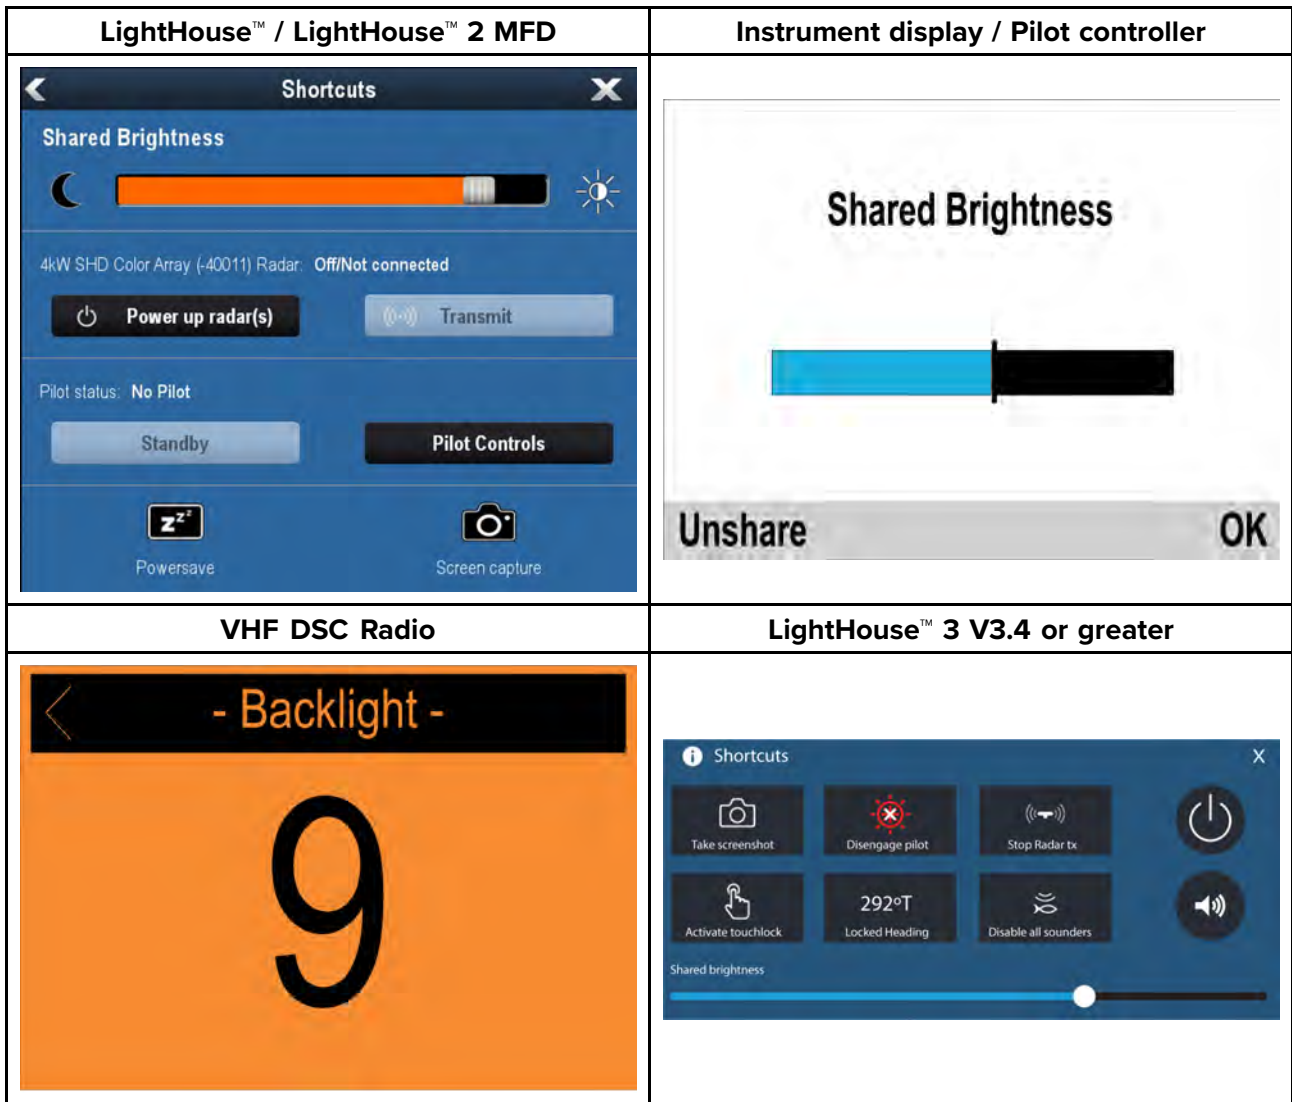 LightHouse™ / LightHouse™ 2 MFD
Instrument display / Pilot controller
Shortcuts
X
Shared Brightness
4kW SHD Color Array (-40011) Radar: Off/Not connected
Power up radar(s)
Transmit
Pilot status: No Pilot
Standby
Pilot Controls
zzz
Powersave
Screen capture
Shared Brightness
Unshare
OK
VHF DSC Radio
LightHouse™ 3 V3.4 or greater
- Backlight -
9
i Shortcuts
X
Take screenshot
Disengage pilot
Stop Radar tx
Activate touchlock
292ºT
Locked Heading
Disable all sounders
Shared brightness